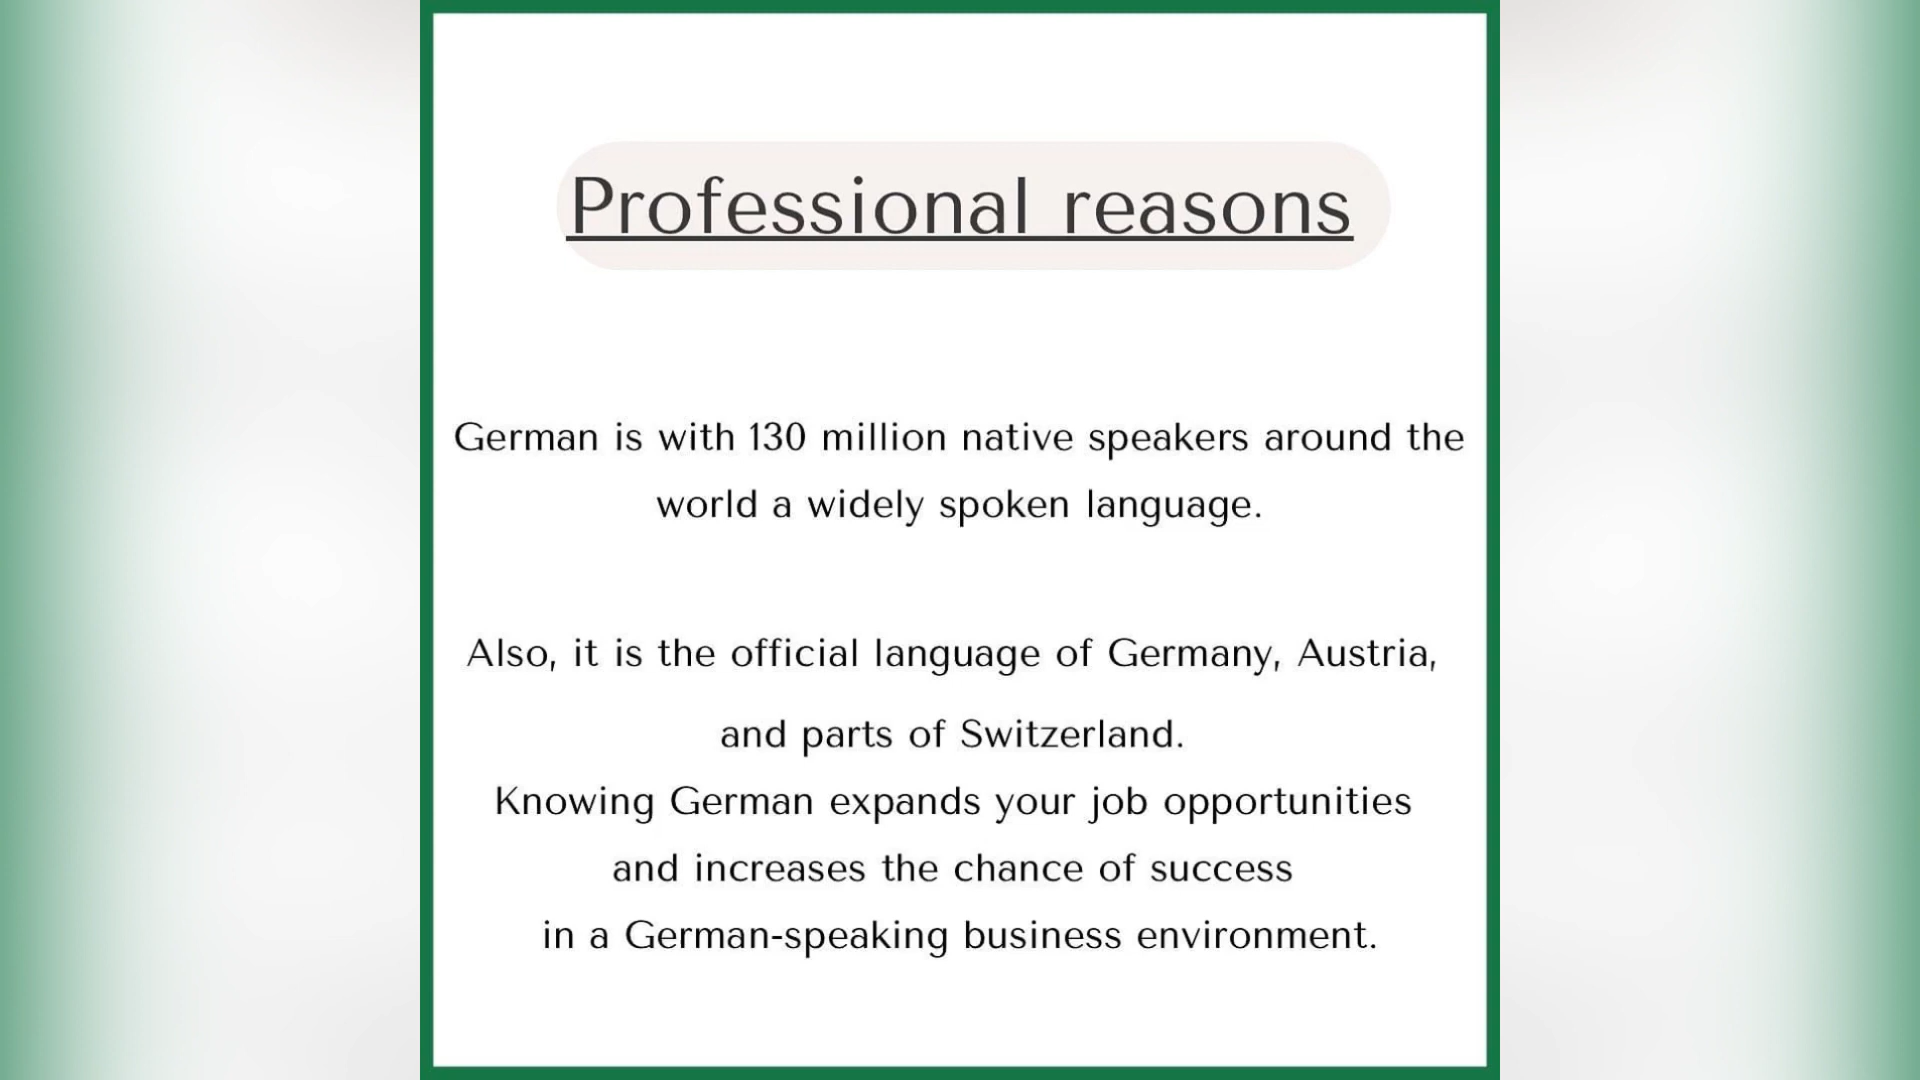 Professional reasons
German is with 130 million native speakers around the
world a widely spoken language.
Also, it is the official language of Germany, Austria,
and parts of Switzerland.
Knowing German expands your job opportunities
and increases the chance of success
in a German-speaking business environment.